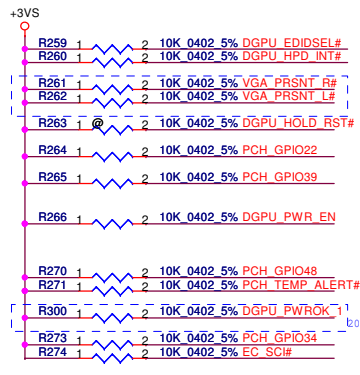 +3VS
R259 1 2 10K_0402_5% DGPU_EDIDSEL#
R260 1 2 10K_0402_5% DGPU_HPD_INT#
R261 1 2 10K_0402_5% VGA_PRSNT_R#
R262 1 2 10K_0402_5% VGA_PRSNT_L#
R263 1 @ 2 10K_0402_5% DGPU_HOLD_RST#
R264 1 2 10K_0402_5% PCH_GPIO22
R265 1 2 10K_0402_5% PCH_GPIO39
R266 1 2 10K_0402_5% DGPU_PWR_EN
R270 1 2 10K_0402_5% PCH_GPIO48
R271 1 2 10K_0402_5% PCH_TEMP_ALERT#
R300 1 2 10K_0402_5% DGPU_PWROK_1
20
R273 1 2 10K_0402_5% PCH_GPIO34
R274 1 2 10K_0402_5% EC_SCI#